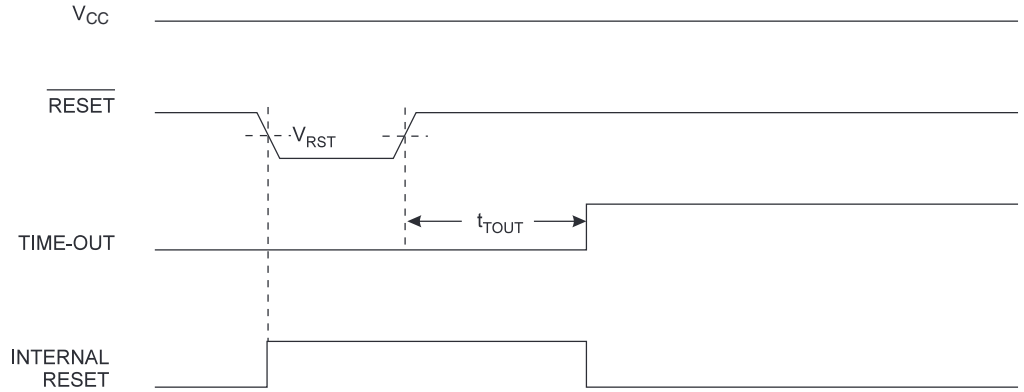 VCC
RESET
VRST
tTOUT
TIME-OUT
INTERNAL
RESET